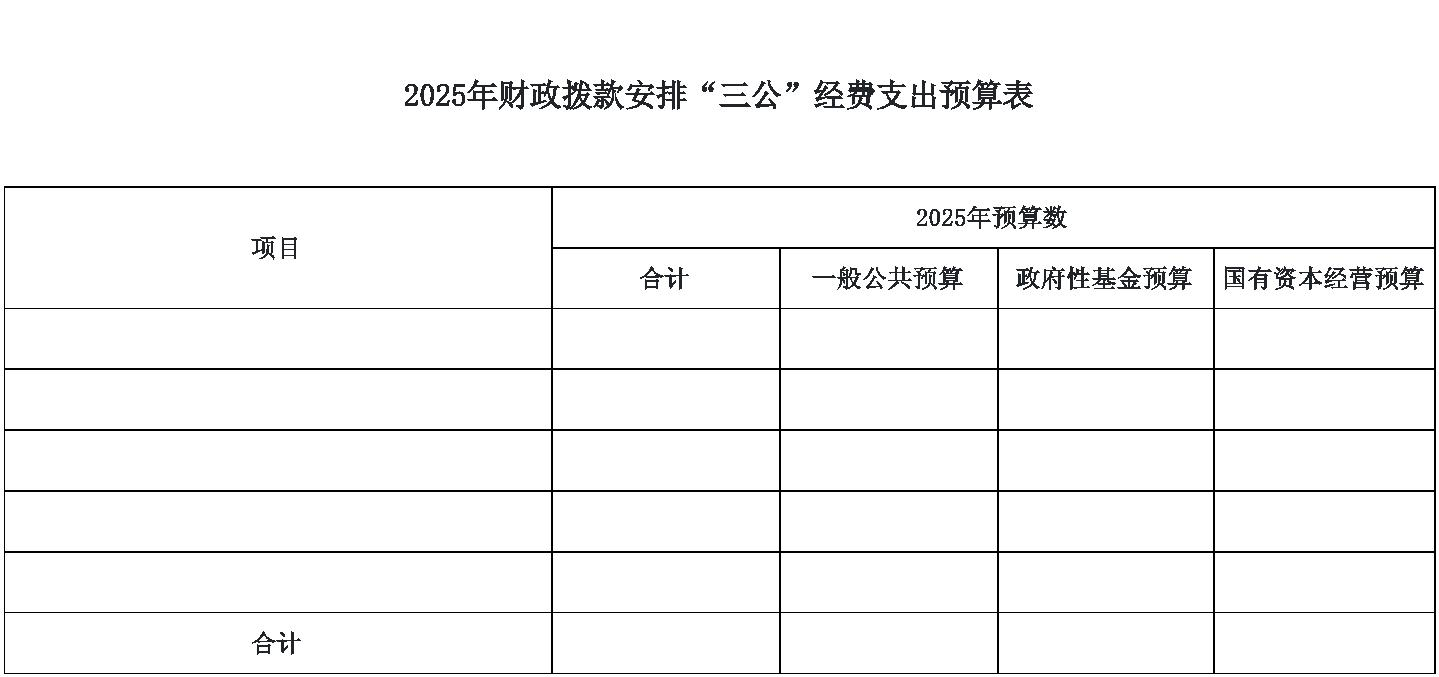 2025年财政拨款安排“三公”经费支出预算表
项目
2025年预算数
合计 一般公共预算 政府性基金预算 国有资本经营预算
合计